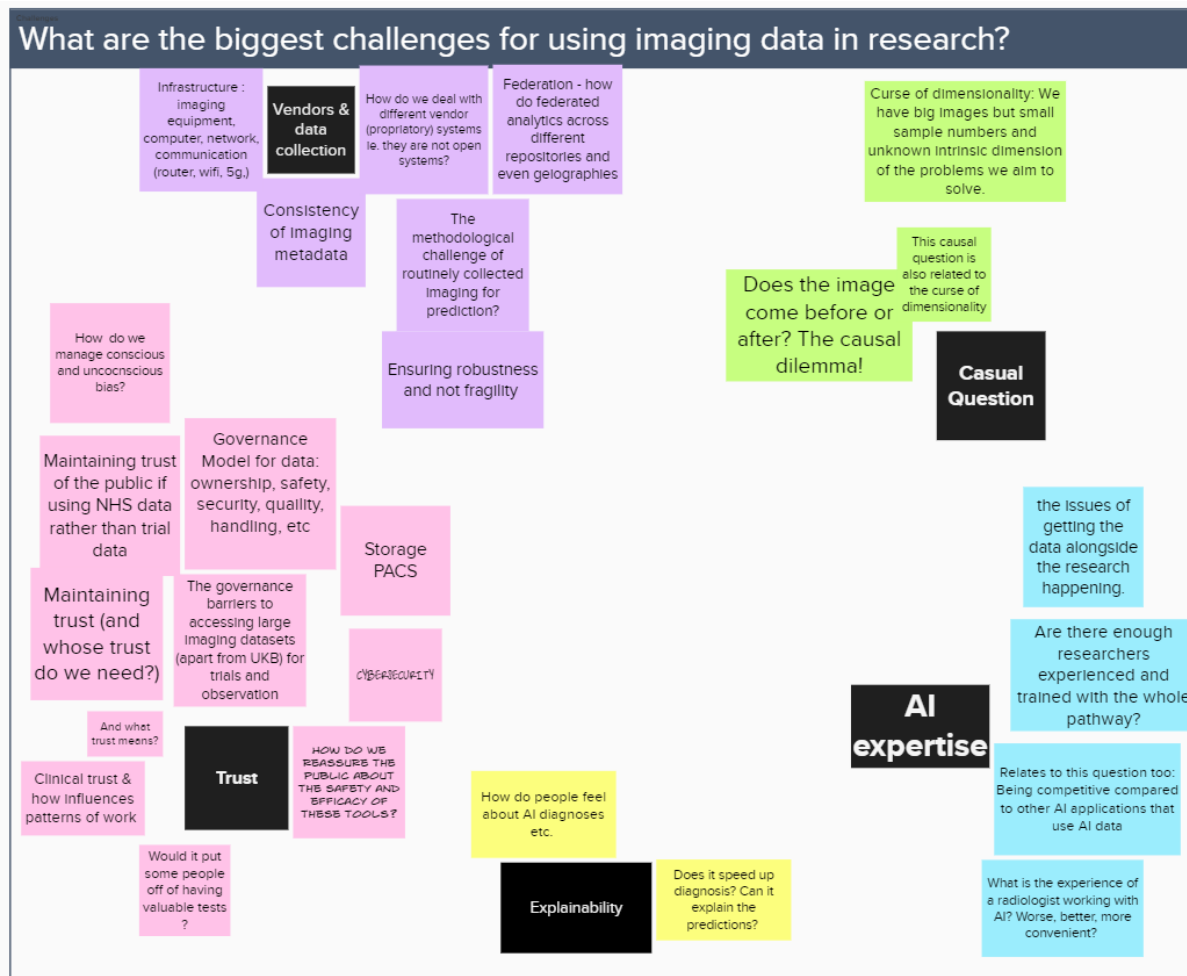 Challenges
What are the biggest challenges for using imaging data in research?
Infrastructure :
imaging
equipment,
computer, network,
communication
(router, wifi, 5g,)
Vendors &
data
collection
How do we deal with
different vendor
(propriatory) systems
ie. they are not open
systems?
Federation - how
do federated
analytics across
different
repositories and
even geiographies
Consistency
of imaging
metadata
The
methodological
challenge of
routinely collected
imaging for
prediction?
Ensuring robustness
and not fragility
Curse of dimensionality: We
have big images but small
sample numbers and
unknown intrinsic dimension
of the problems we aim to
solve.
This causal
question is
also related to
the curse of
dimensionality
Does the image
come before or
after? The causal
dilemma!
Casual
Question
How do we
manage conscious
and uncocnscious
bias?
Maintaining trust
of the public if
using NHS data
rather than trial
data
Governance
Model for data:
ownership, safety,
security, quaility,
handling, etc
Storage
PACS
Maintaining
trust (and
whose trust
do we need?)
The governance
barriers to
accessing large
imaging datasets
(apart from UKB) for
trials and
observation
CYBERSECURITY
And what
trust means?
Trust
HOW DO WE
REASSURE THE
PUBLIC ABOUT
THE SAFETY AND
EFFICACY OF
THESE TOOLS?
Clinical trust &
how influences
patterns of work
Would it put
some people
off of having
valuable tests
?
How do people feel
about AI diagnoses
etc.
Explainability
Does it speed up
diagnosis? Can it
explain the
predictions?
the issues of
getting the
data alongside
the research
happening.
Are there enough
researchers
experienced and
trained with the whole
pathway?
AI
expertise
Relates to this question too:
Being competitive compared
to other AI applications that
use AI data
What is the experience of
a radiologist working with
AI? Worse, better, more
convenient?